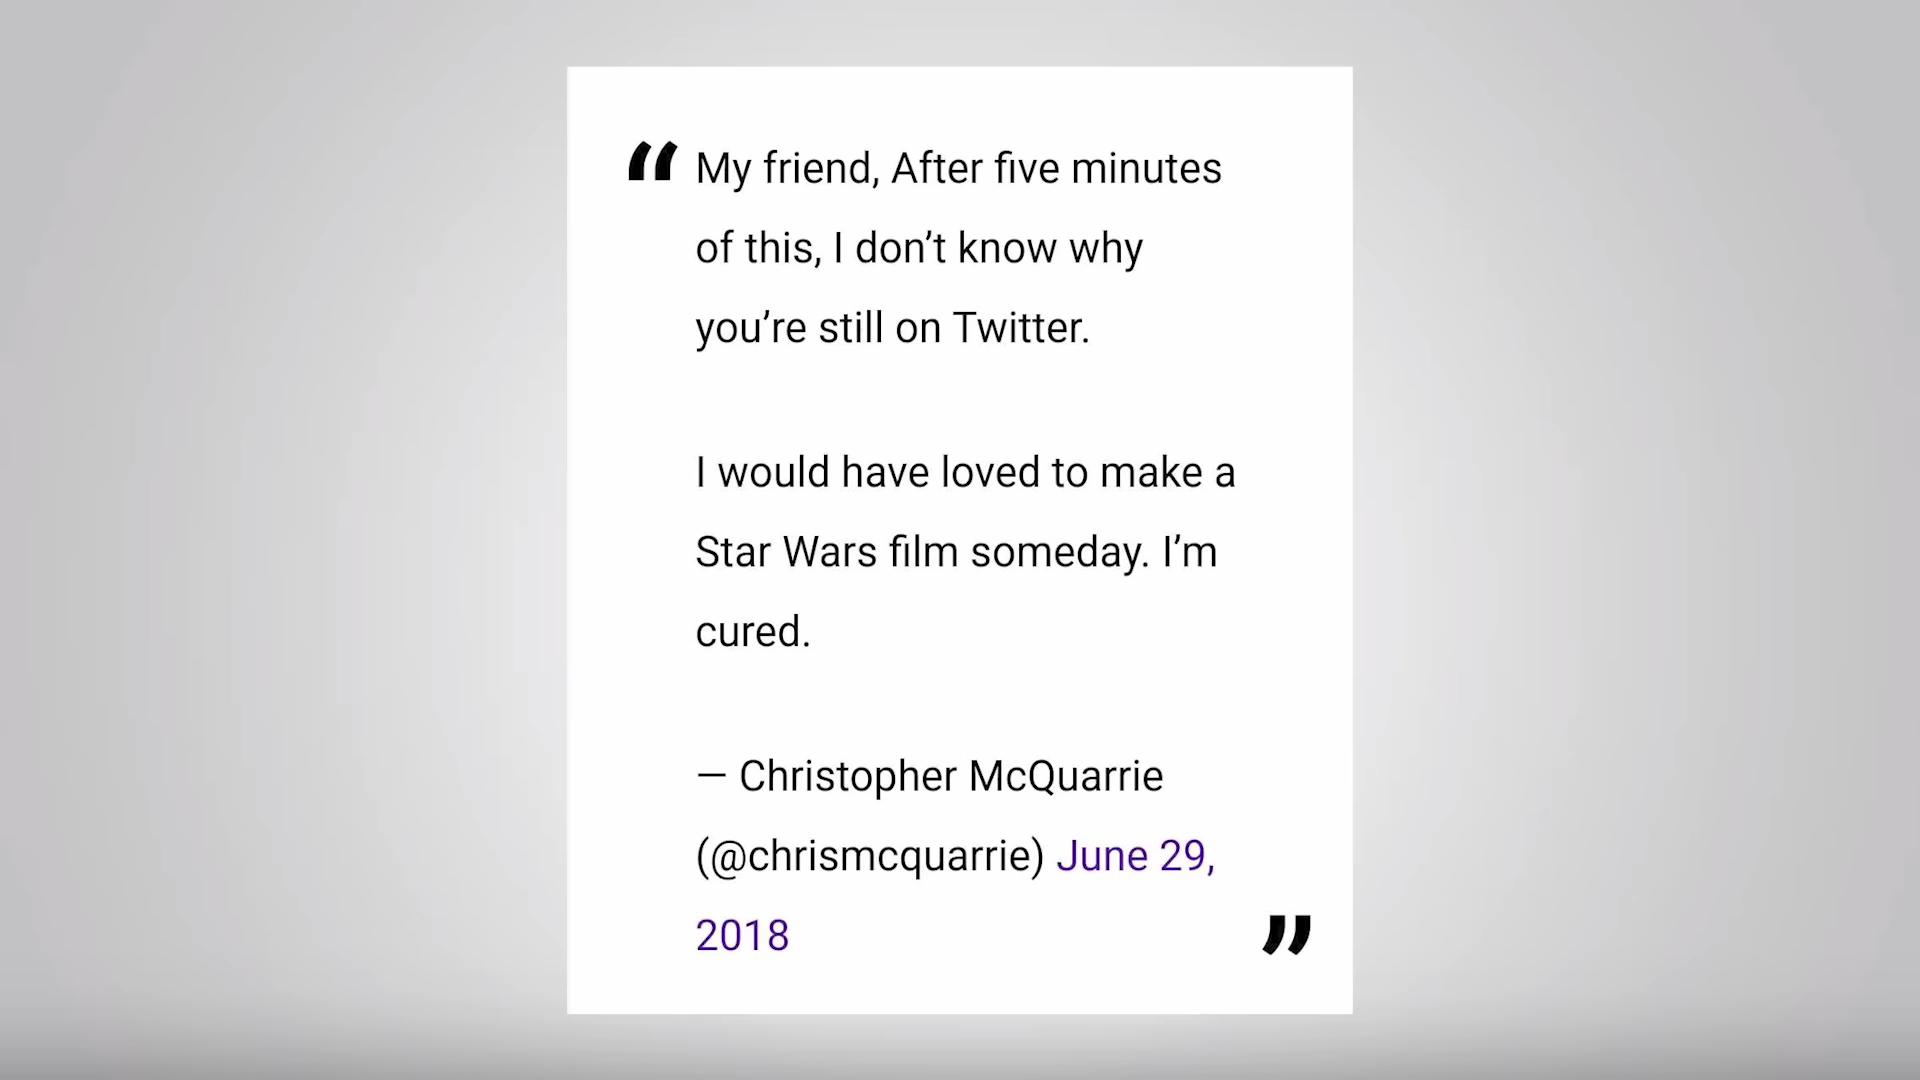 “ My friend, After five minutes
of this, I don’t know why
you’re still on Twitter.
I would have loved to make a
Star Wars film someday. I’m
cured.
— Christopher McQuarrie
(@chrismcquarrie) June 29,
2018 ”